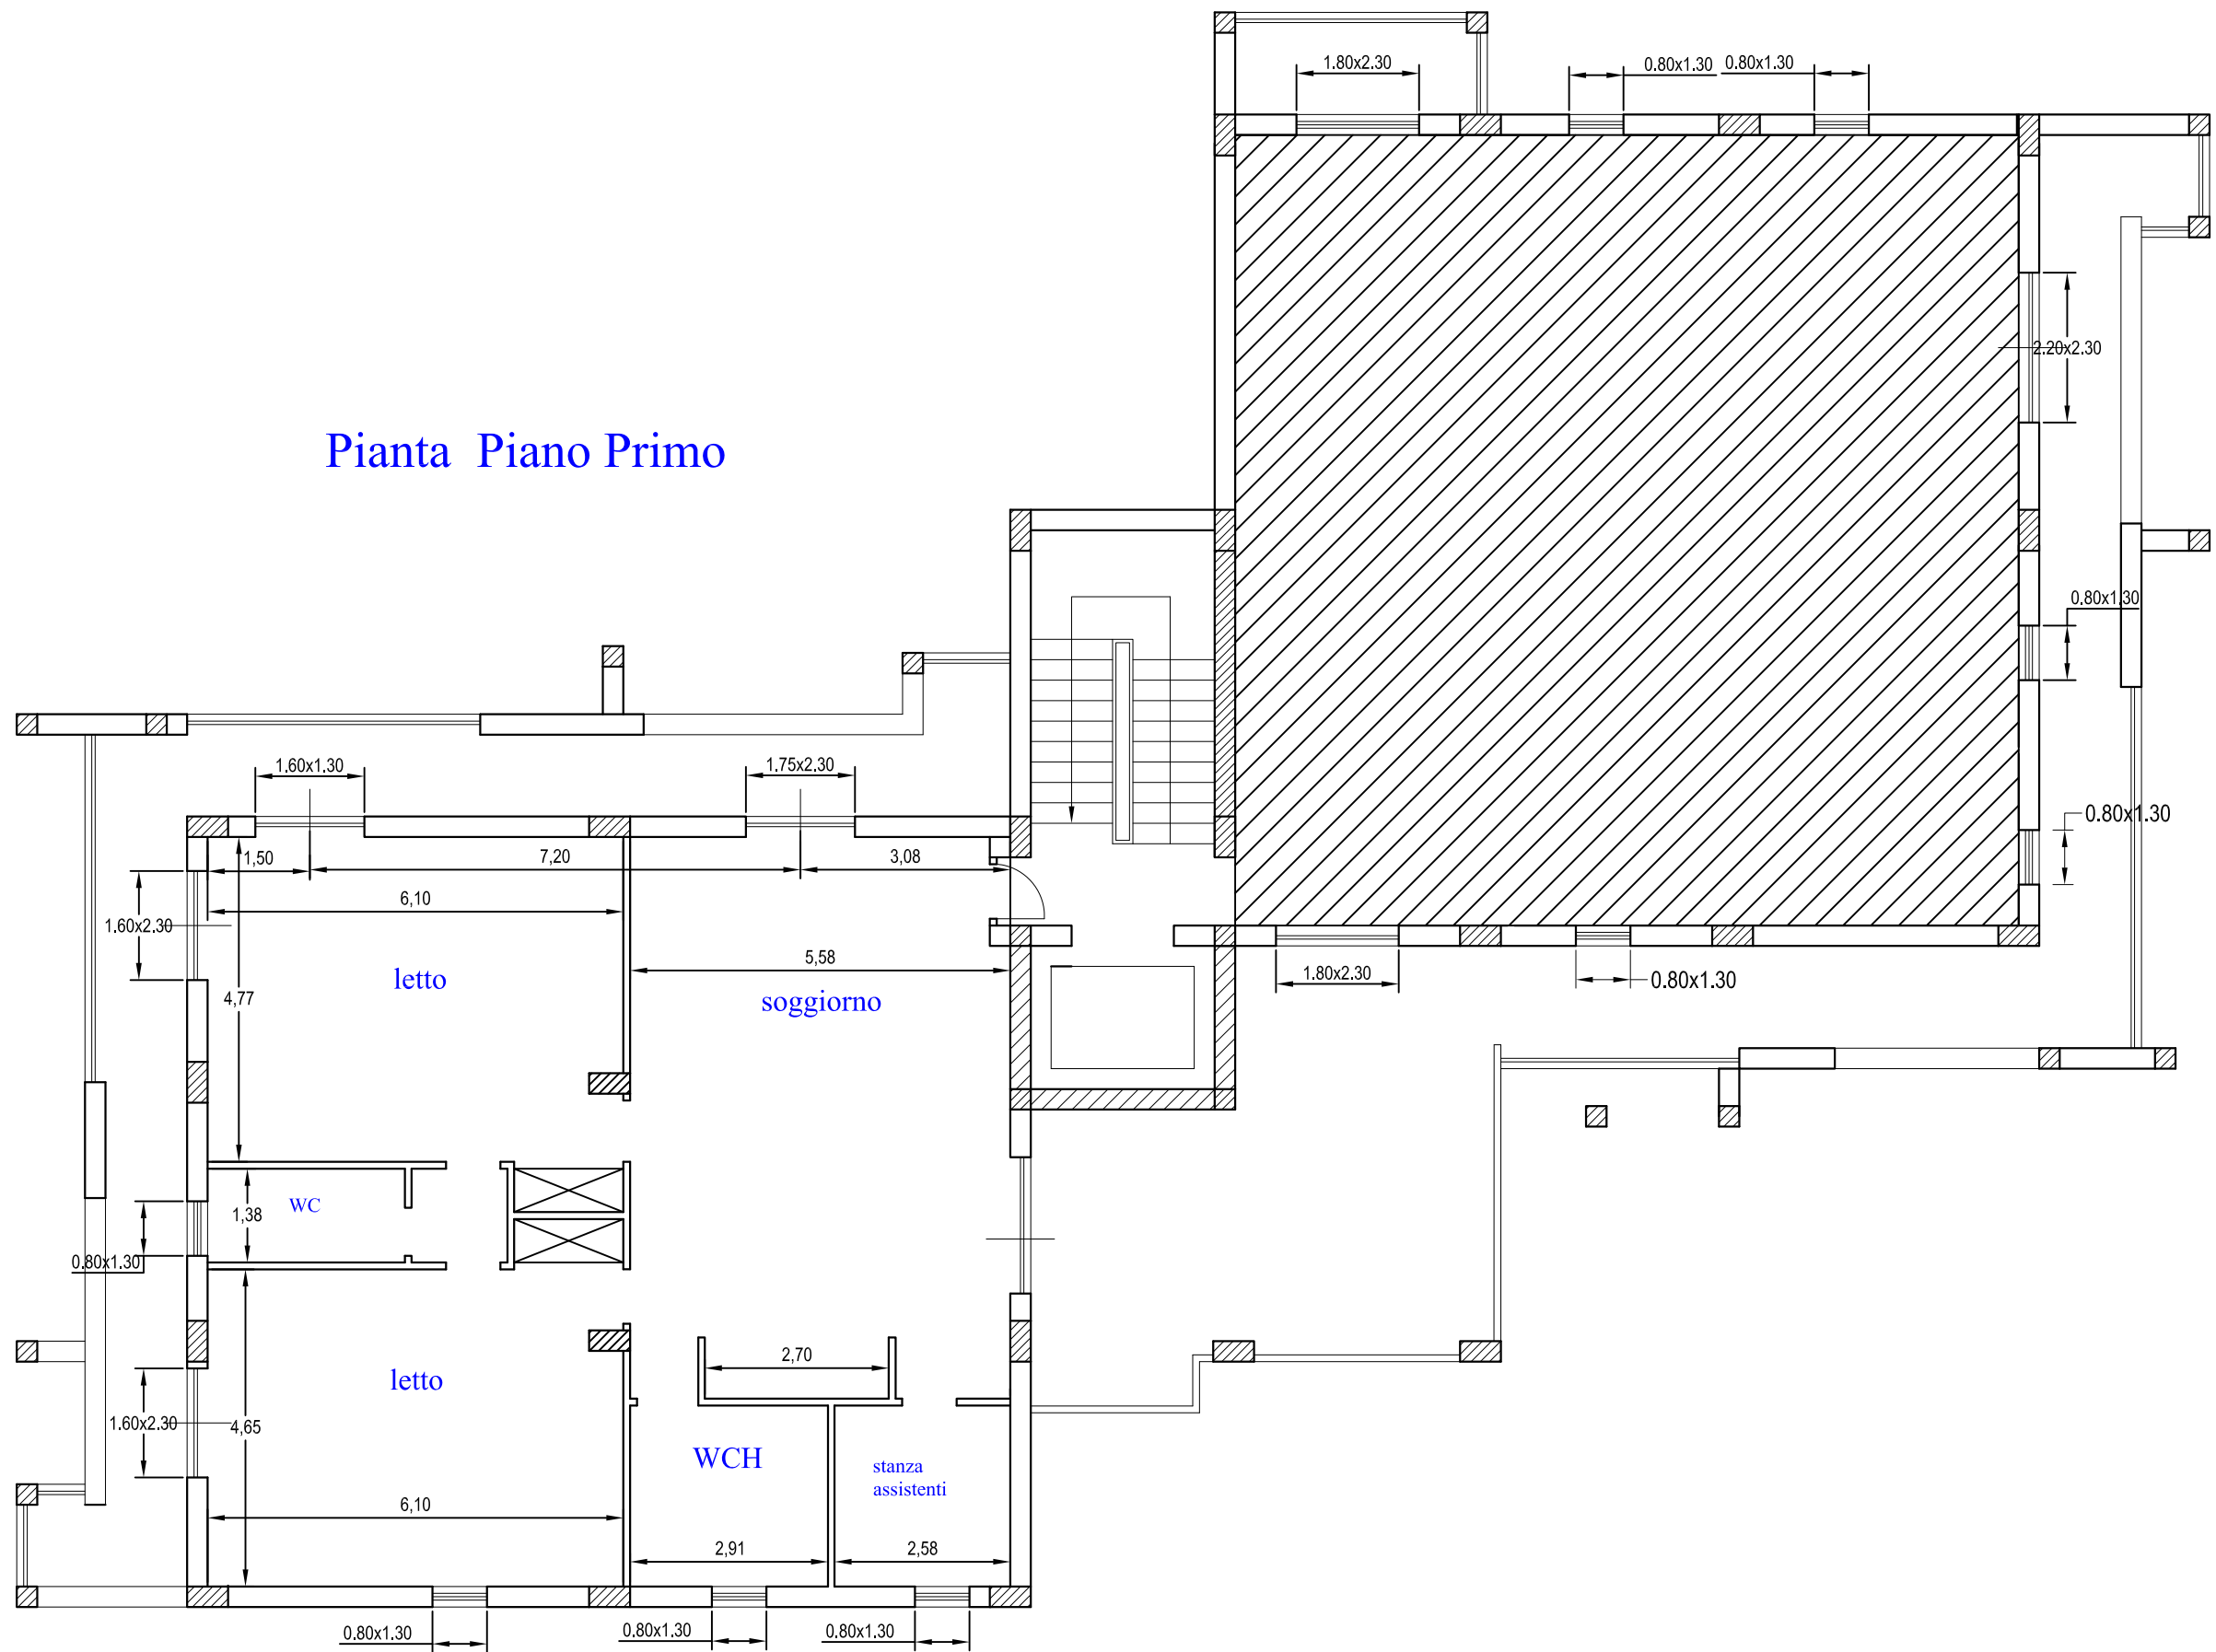 1.80x2.30
0.80x1.30
0.80x1.30
2.20x2.30
Pianta Piano Primo
0.80x1.30
1.60x1.30
1.75x2.30
0.80x1.30
1,50
7,20
3,08
6,10
1.60x2.30
5,58
letto
4,77
soggiorno
1.80x2.30
0.80x1.30
WC
1,38
0.80x1.30
2,70
letto
1.60x2.30
4,65
WCH
stanza
assistenti
6,10
2,91
2,58
0.80x1.30
0.80x1.30
0.80x1.30